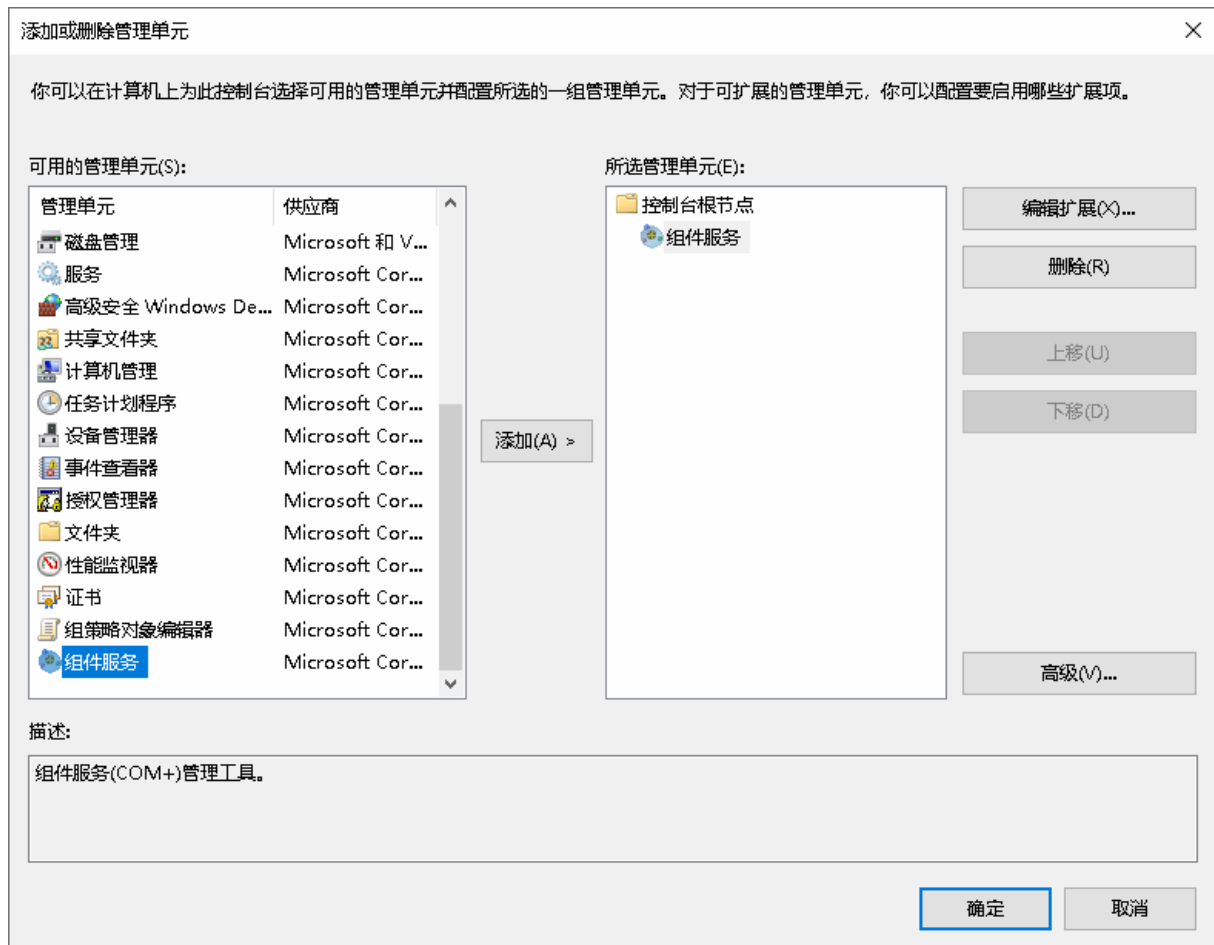 添加或删除管理单元
你可以在计算机上为此控制台选择可用的管理单元并配置所选的一组管理单元。对于可扩展的管理单元，你可以配置要启用哪些扩展项。
可用的管理单元(S):
管理单元 供应商
磁盘管理 Microsoft 和 V...
服务 Microsoft Cor...
高级安全 Windows De... Microsoft Cor...
共享文件夹 Microsoft Cor...
计算机管理 Microsoft Cor...
任务计划程序 Microsoft Cor...
设备管理器 Microsoft Cor...
事件查看器 Microsoft Cor...
授权管理器 Microsoft Cor...
文件夹 Microsoft Cor...
性能监视器 Microsoft Cor...
证书 Microsoft Cor...
组策略对象编辑器 Microsoft Cor...
组件服务 Microsoft Cor...
添加(A) >
所选管理单元(E):
控制台根节点
组件服务
编辑扩展(X)...
删除(R)
上移(U)
下移(D)
高级(V)...
描述:
组件服务(COM+)管理工具。
确定 取消